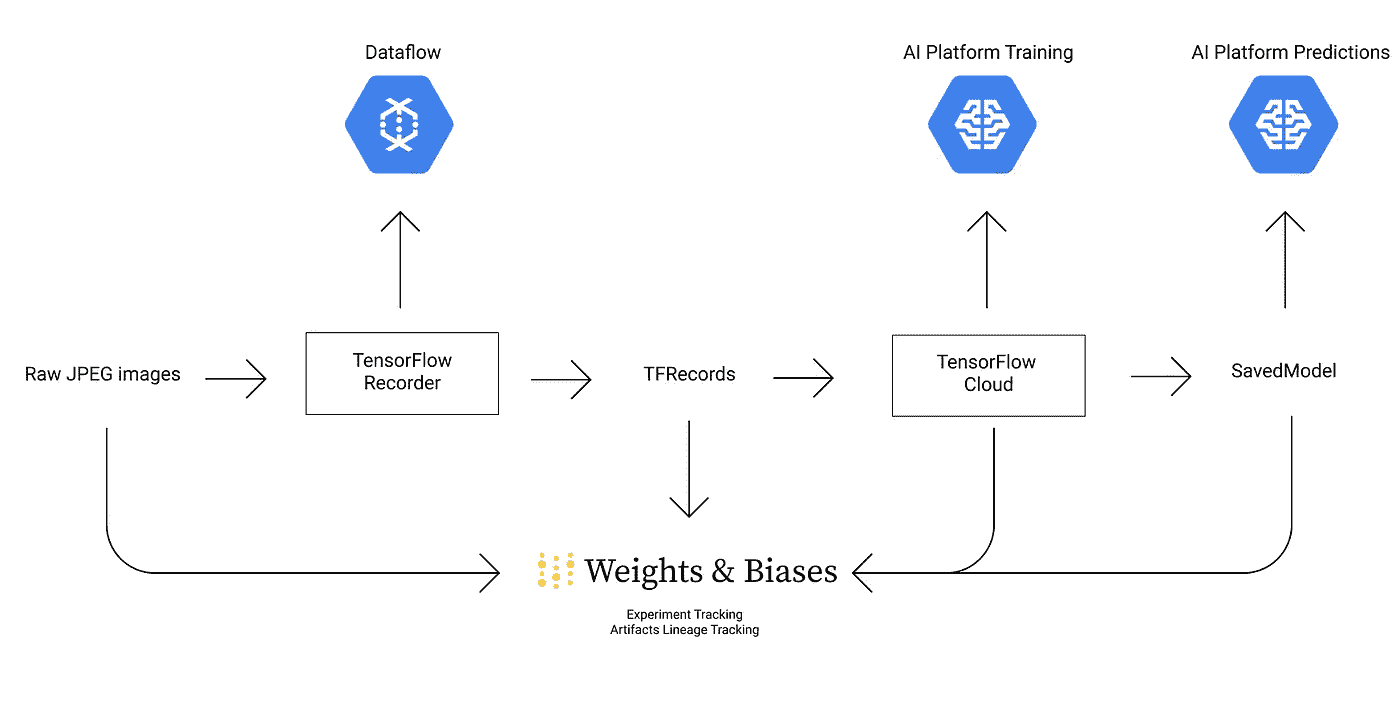 Dataflow
AI Platform Training
AI Platform Predictions
Raw JPEG images
TensorFlow
Recorder
TFRecords
TensorFlow
Cloud
SavedModel
Weights & Biases
Experiment Tracking
Artifacts Lineage Tracking